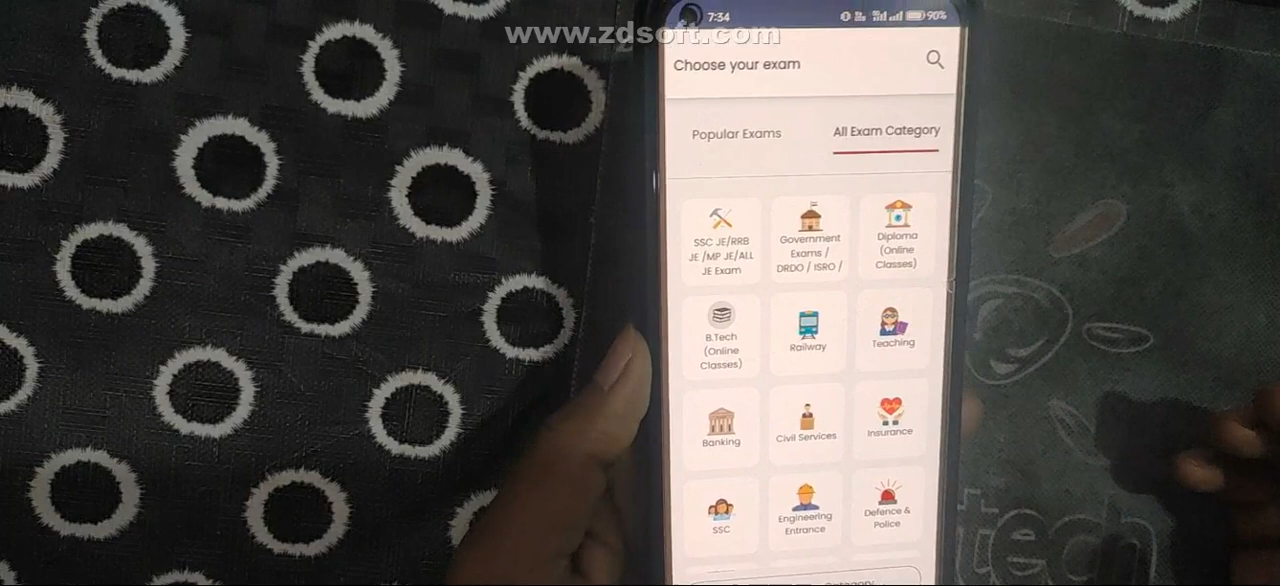 www.zdsoft.com
7:34
90%
Choose your exam
Popular Exams
All Exam Category
SSC JE/RRB
JE /MP JE/ALL
JE Exam
Government
Exams /
DRDO / ISRO /
Diploma
(Online
Classes)
B.Tech
(Online
Classes)
Railway
Teaching
Banking
Civil Services
Insurance
SSC
Engineering
Entrance
Defence &
Police
Category
tech